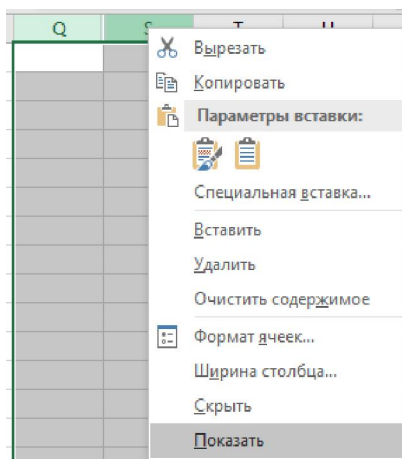 Q S T U
Вырезать
Копировать
Параметры вставки:
Специальная вставка...
Вставить
Удалить
Очистить содержимое
Формат ячеек...
Ширина столбца...
Скрыть
Показать